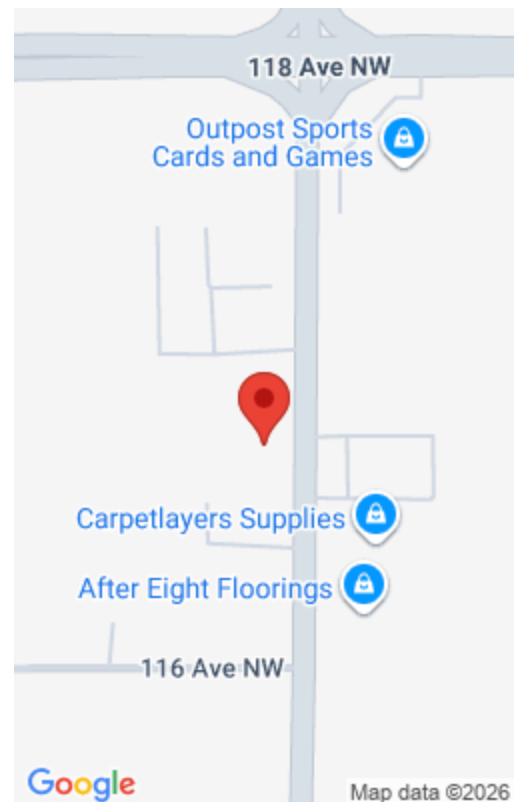 118 Ave NW
Outpost Sports
Cards and Games
Carpetlayers Supplies
After Eight Floorings
116 Ave NW
Google
Map data ©2026